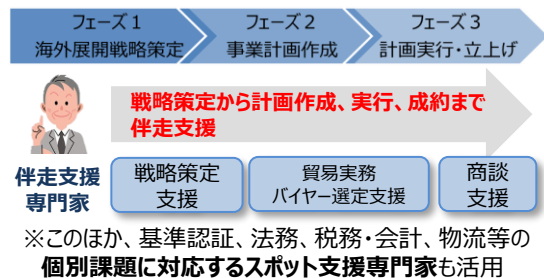 フェーズ1
海外展開戦略策定
フェーズ2
事業計画作成
フェーズ3
計画実行・立上げ
戦略策定から計画作成、実行、成約まで
伴走支援
伴走支援
専門家
戦略策定
支援
貿易実務
バイヤー選定支援
商談
支援
※このほか、基準認証、法務、税務・会計、物流等の
個別課題に対応するスポット支援専門家も活用